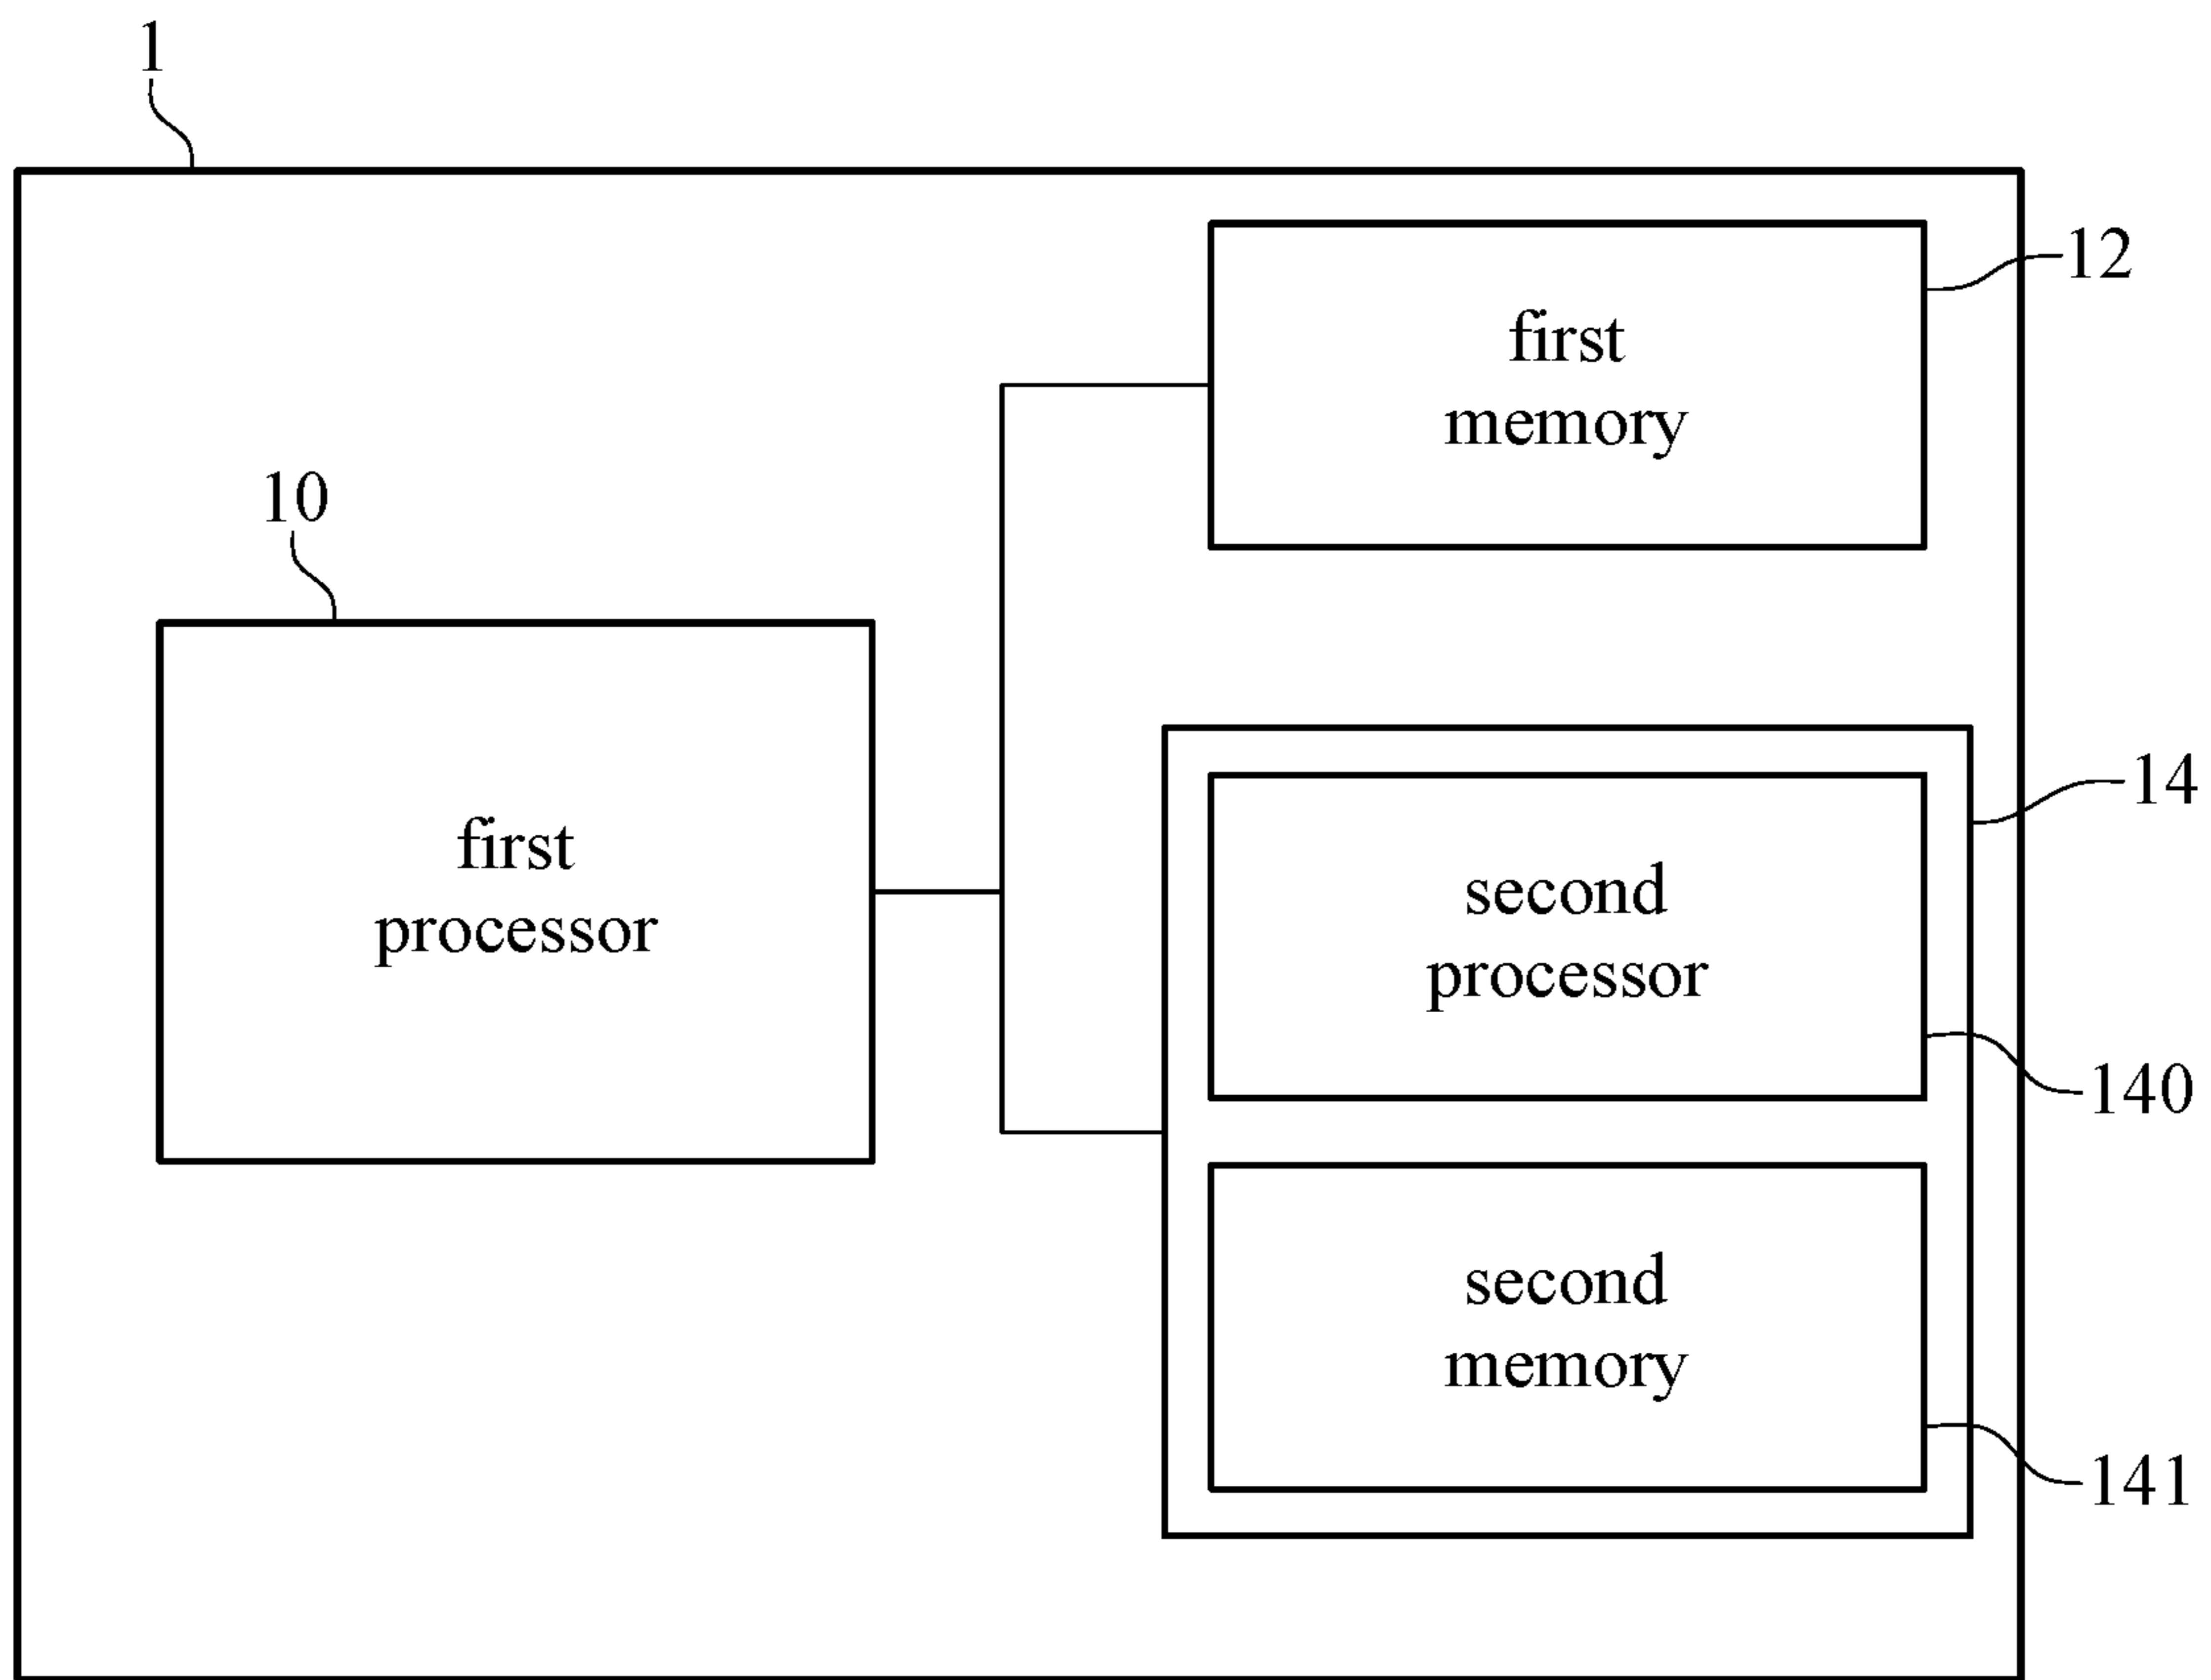 1
12
first
memory
10
first
processor
14
second
processor
140
second
memory
141